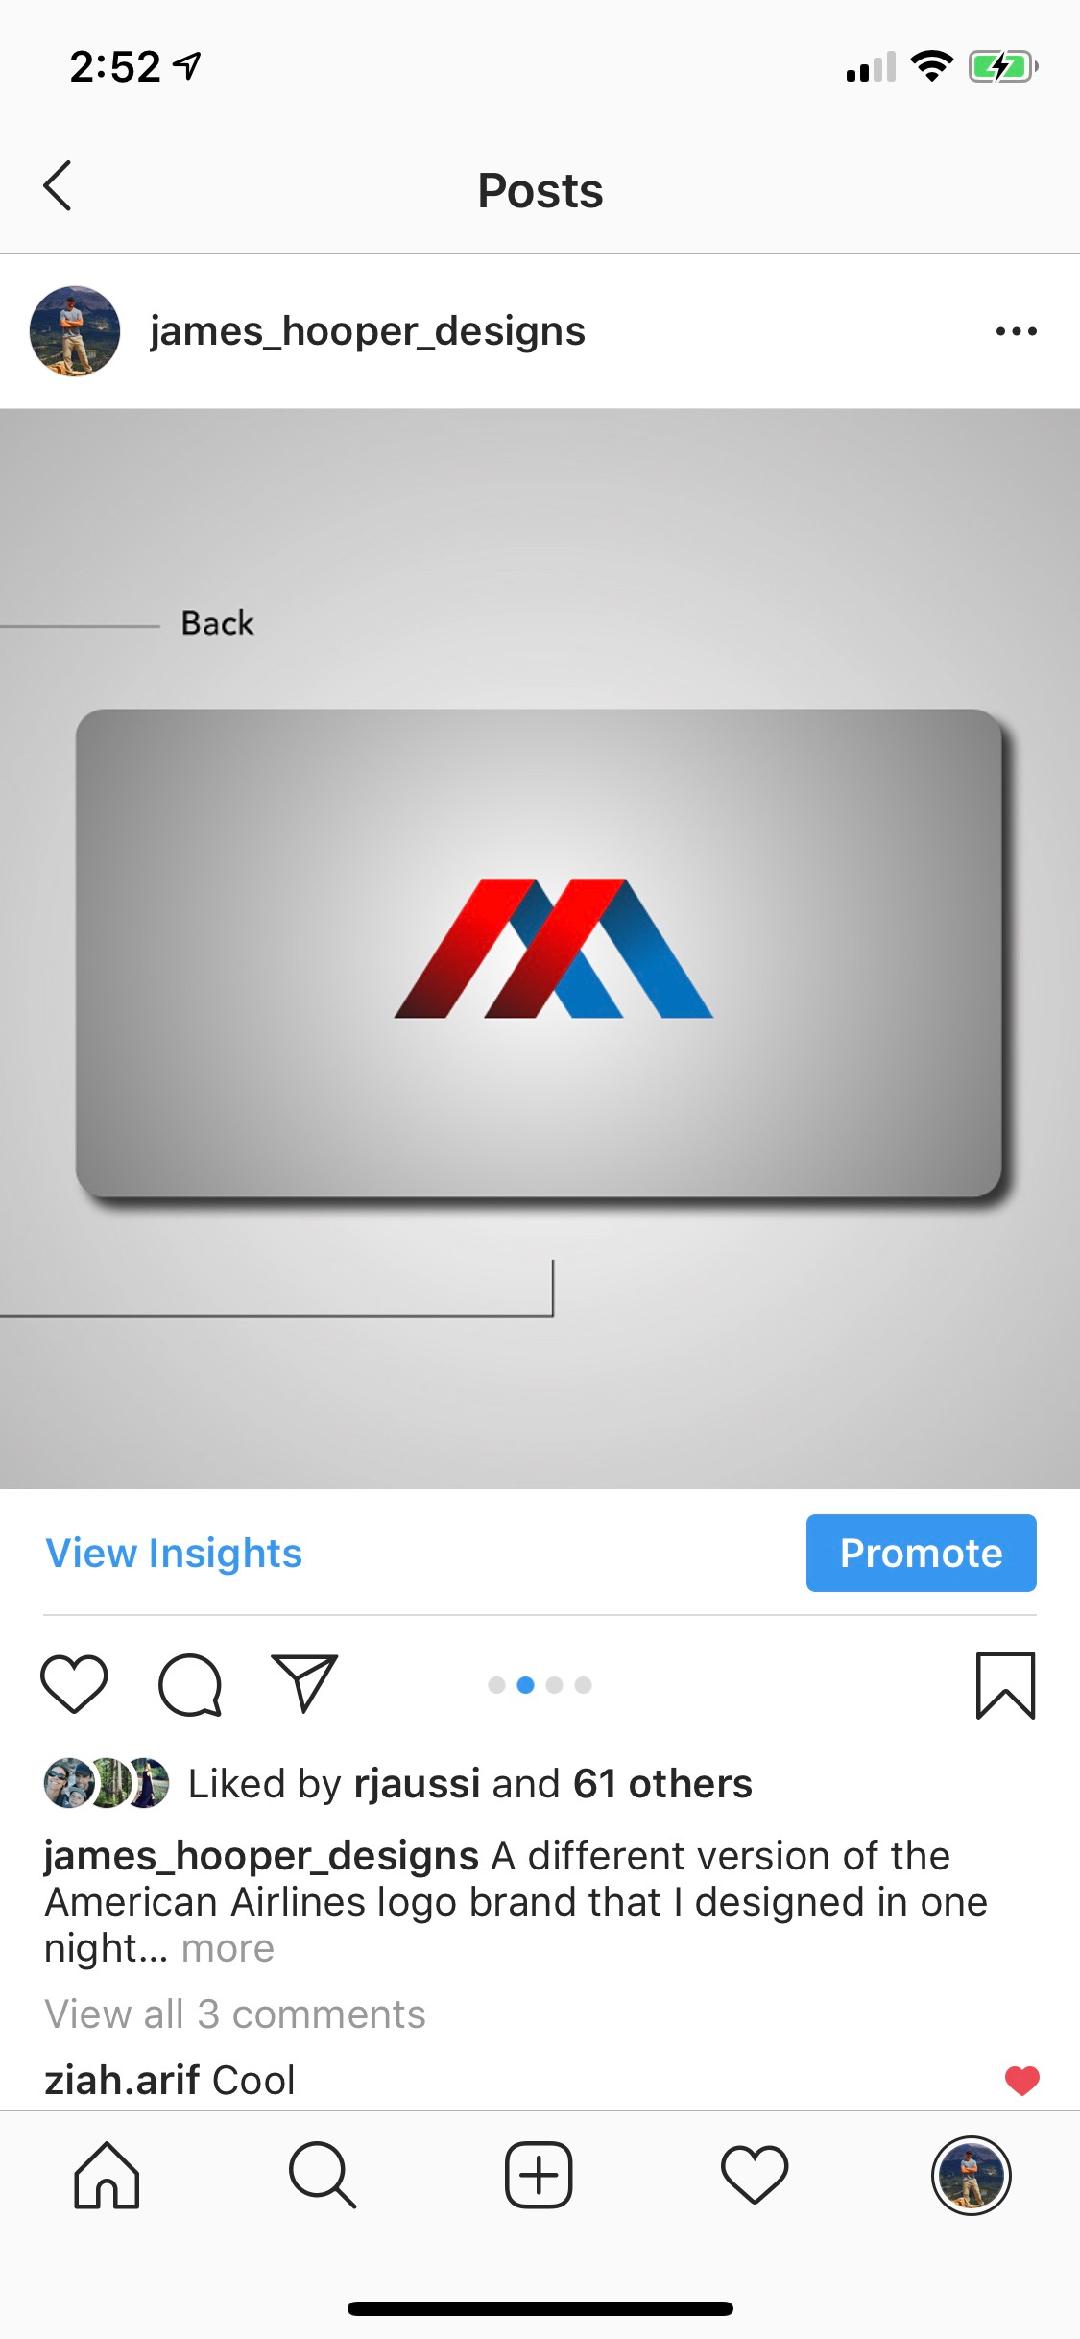 2:52
Posts
james_hooper_designs
Back
View Insights
Promote
Liked by rjaussi and 61 others
james_hooper_designs A different version of the
American Airlines logo brand that I designed in one
night... more
View all 3 comments
ziah.arif Cool